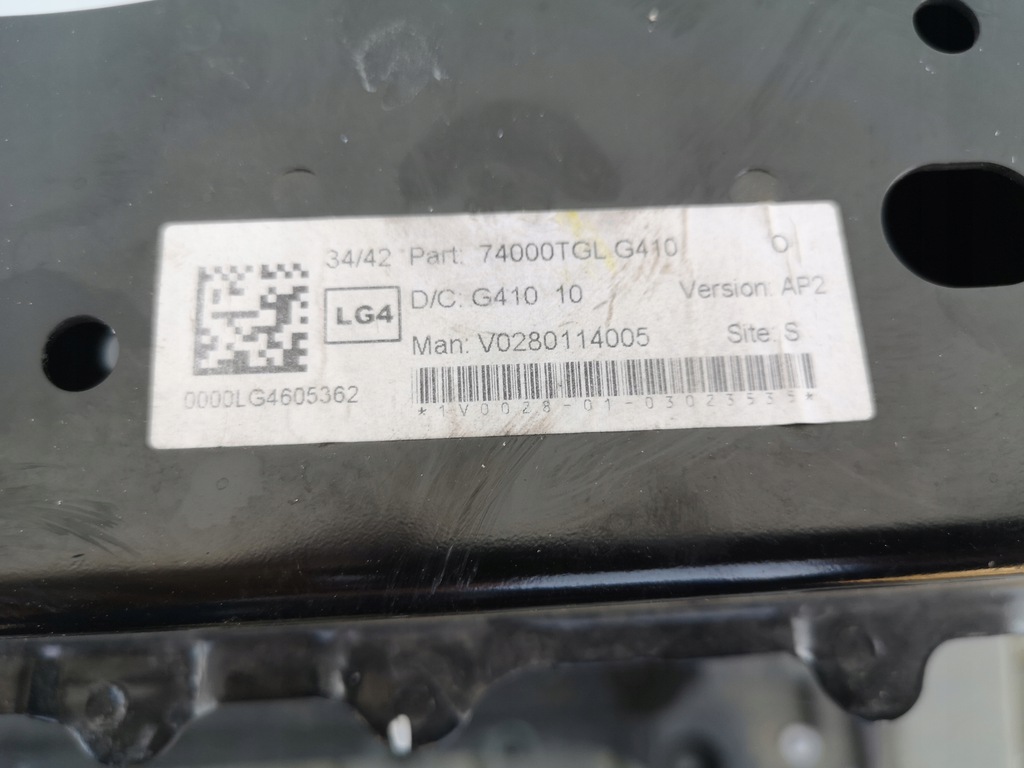 34/42 Part: 74000TGL G410 O
LG4 D/C: G410 10 Version: AP2
Man: V0280114005 Site: S
0000LG4605362
*1V0028-01-03023535*